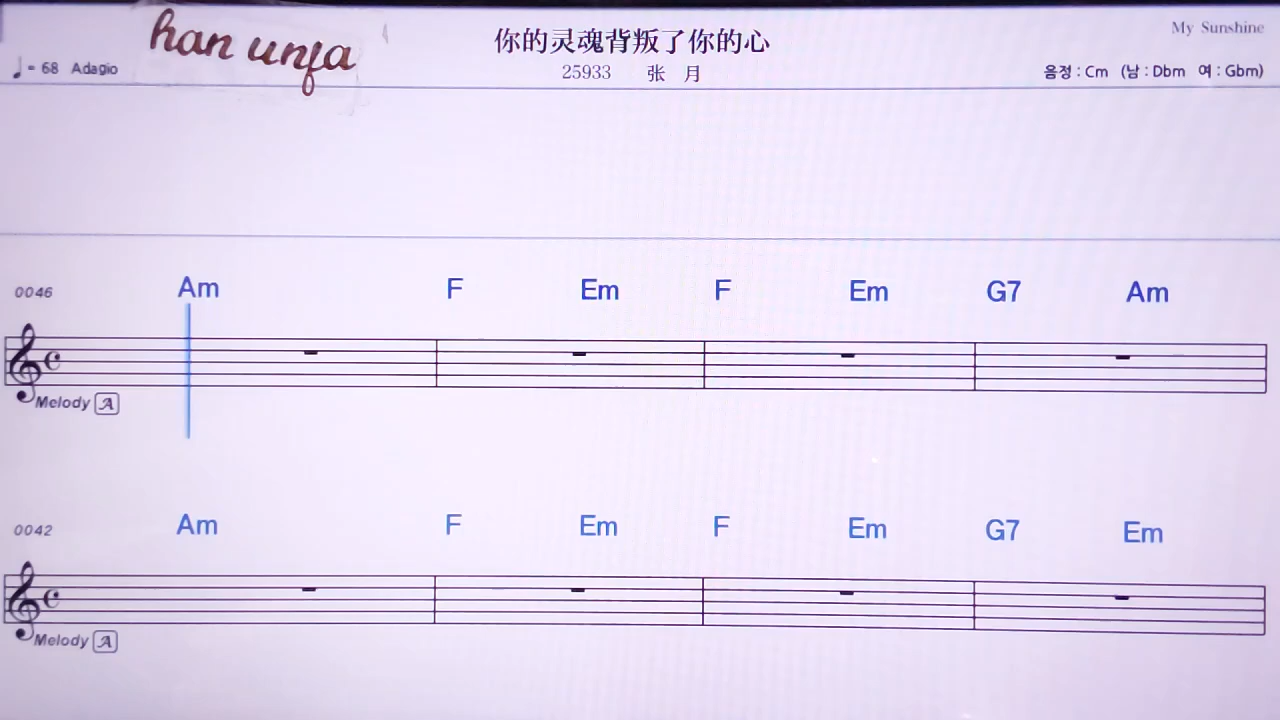 han unfa
你的灵魂背叛了你的心
My Sunshine
♩= 68 Adagio
25933 张 月
음정 : Cm (남 : Dbm 여 : Gbm)
0046 Am F Em F Em G7 Am
Melody A
0042 Am F Em F Em G7 Em
Melody A